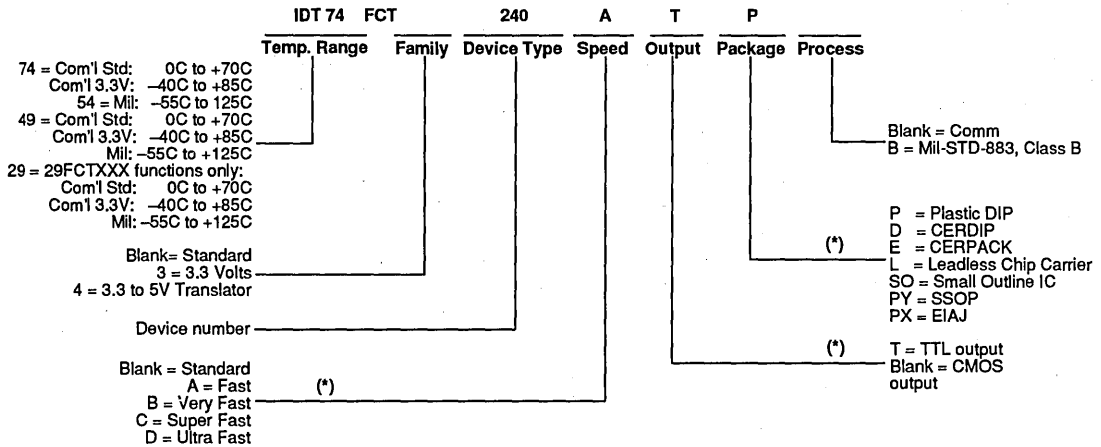 IDT 74 FCT 240 A T P
Temp. Range Family Device Type Speed Output Package Process
74 = Com'l Std: 0C to +70C
Com'l 3.3V: –40C to +85C
54 = Mil: –55C to 125C
49 = Com'l Std: 0C to +70C
Com'l 3.3V: –40C to +85C
Mil: –55C to +125C
29 = 29FCTXXX functions only:
Com'l Std: 0C to +70C
Com'l 3.3V: –40C to +85C
Mil: –55C to +125C
Blank= Standard
3 = 3.3 Volts
4 = 3.3 to 5V Translator
Device number
Blank = Standard
A = Fast (*)
B = Very Fast
C = Super Fast
D = Ultra Fast
Blank = Comm
B = Mil-STD-883, Class B
P = Plastic DIP
D = CERDIP
(*) E = CERPACK
L = Leadless Chip Carrier
SO = Small Outline IC
PY = SSOP
PX = EIAJ
(*) T = TTL output
Blank = CMOS
output